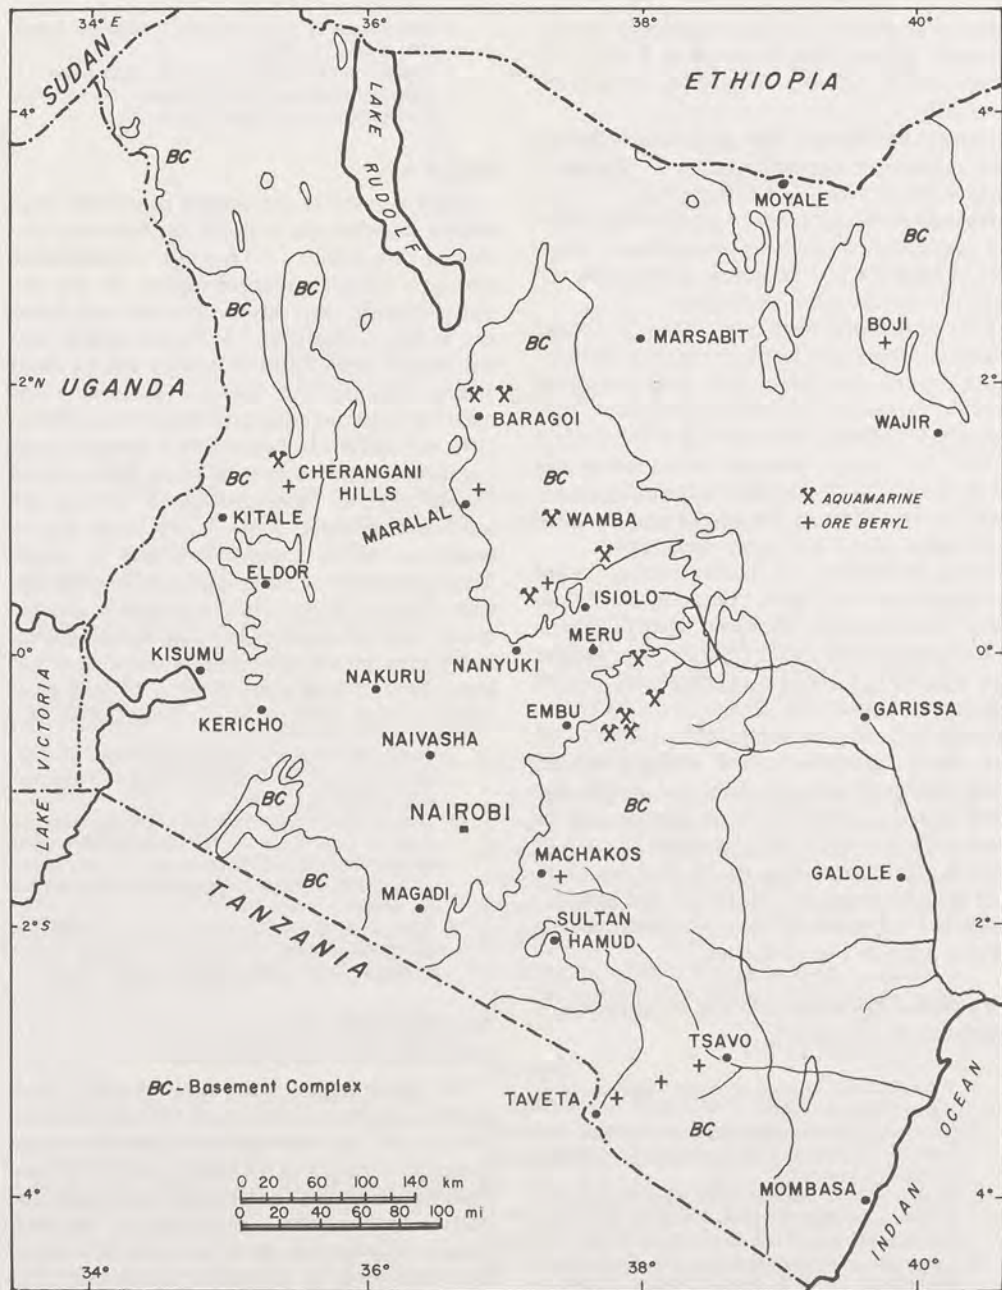 34° E
36°
38°
40°
SUDAN
ETHIOPIA
4°
4°
BC
LAKE RUDOLF
MOYALE
BC
BC
BC
BOJI
MARSABIT
BC
UGANDA
2°N
2°
BARAGOI
WAJIR
CHERANGANI
HILLS
BC
BC
AQUAMARINE
MARALAL
WAMBA
ORE BERYL
KITALE
ELDOR
ISIOLO
MERU
0°
0°
KISUMU
NANYUKI
NAKURU
KERICHO
EMBU
GARISSA
NAIVASHA
LAKE VICTORIA
BC
BC
NAIROBI
MACHAKOS
GALOLE
BC
MAGADI
TANZANIA
SULTAN
HAMUD
2°S
2°
TSAVO
BC-Basement Complex
TAVETA
BC
INDIAN OCEAN
0 20 60 100 140 km
MOMBASA
4°
4°
0 20 40 60 80 100 mi
34°
36°
38°
40°